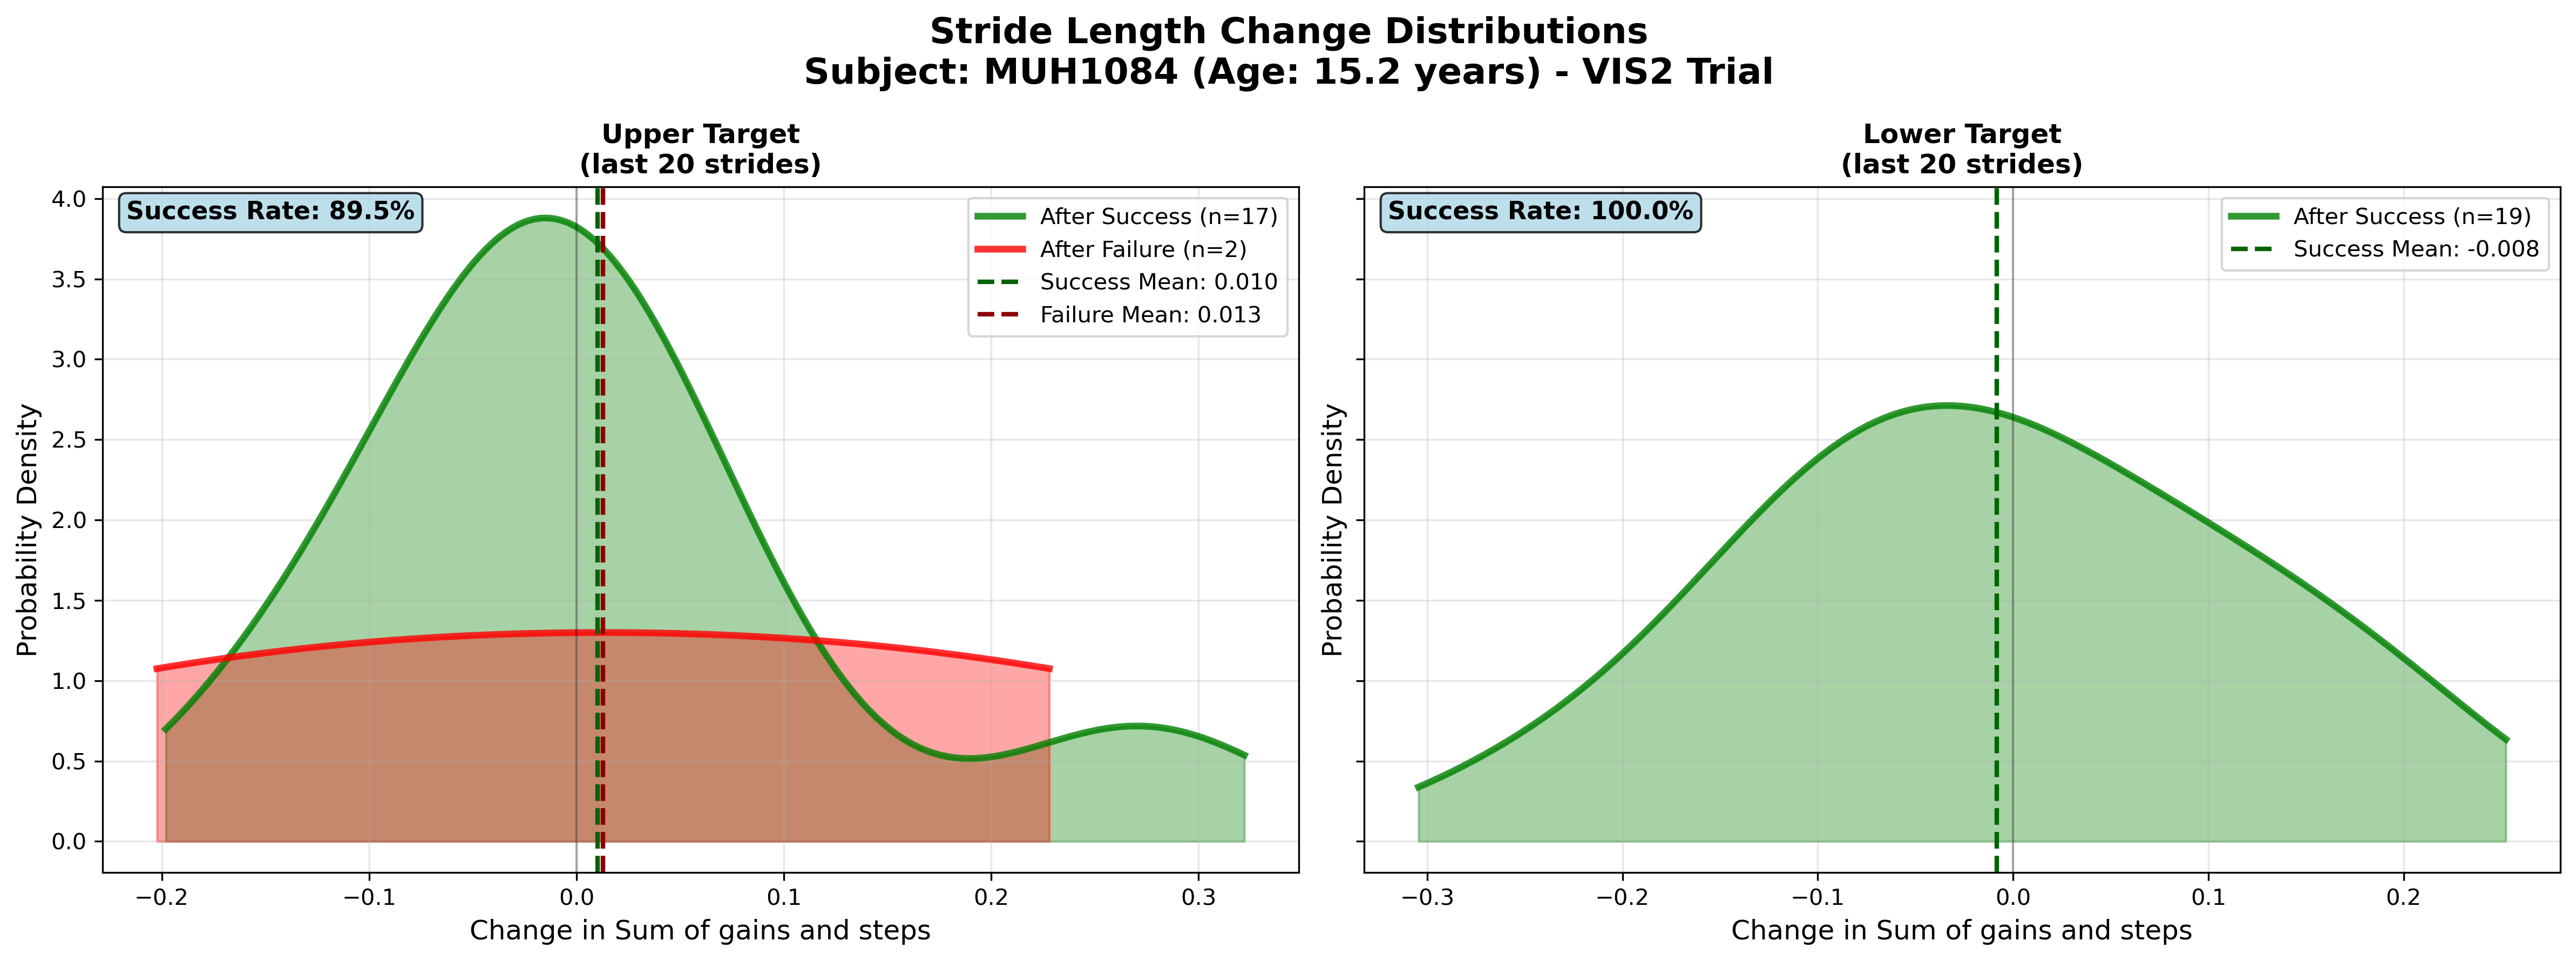 Stride Length Change Distributions
Subject: MUH1084 (Age: 15.2 years) - VIS2 Trial
Upper Target
(last 20 strides)
Success Rate: 89.5%
After Success (n=17)
After Failure (n=2)
Success Mean: 0.010
Failure Mean: 0.013
Probability Density
4.0
3.5
3.0
2.5
2.0
1.5
1.0
0.5
0.0
−0.2 −0.1 0.0 0.1 0.2 0.3
Change in Sum of gains and steps
Lower Target
(last 20 strides)
Success Rate: 100.0%
After Success (n=19)
Success Mean: -0.008
Probability Density
−0.3 −0.2 −0.1 0.0 0.1 0.2
Change in Sum of gains and steps